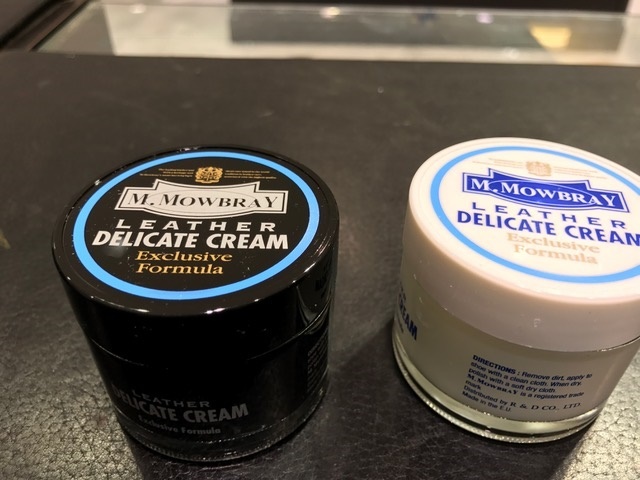 M. MOWBRAY
LEATHER
DELICATE CREAM
Exclusive
Formula
LEATHER
DELICATE CREAM
Exclusive Formula
M. MOWBRAY
LEATHER
DELICATE CREAM
Exclusive
Formula
DIRECTIONS : Remove dirt, apply to
shoe with a clean cloth. When dry,
polish with a soft dry cloth.
M. MOWBRAY is a registered trade
mark
Distributed by R & D CO., LTD.
Made in the E.U.